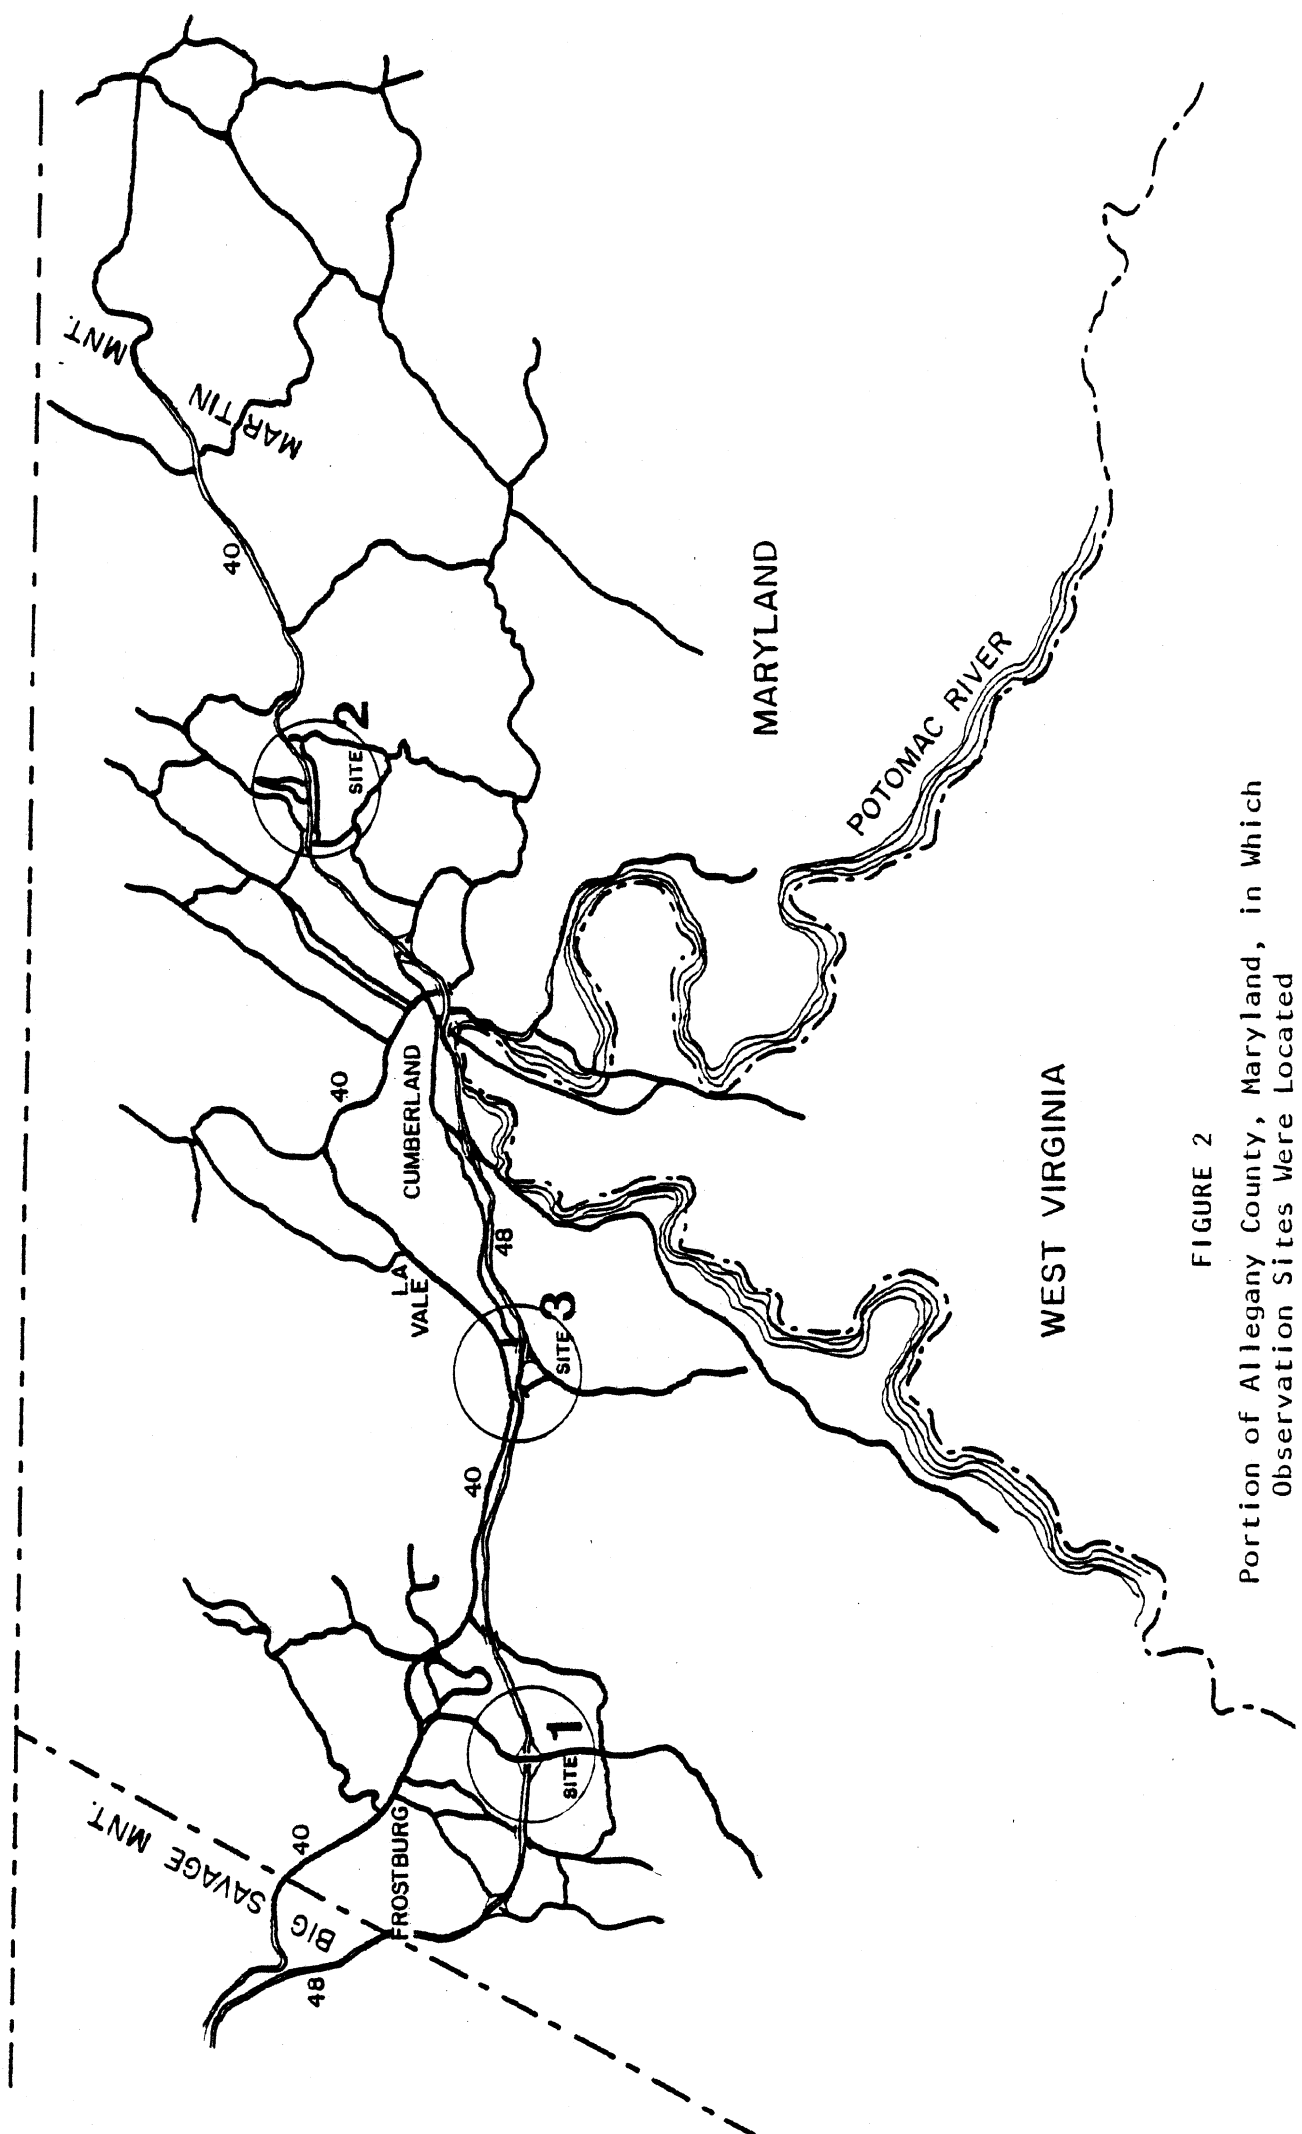 MARTIN
MNT.
40
SITE 2
MARYLAND
POTOMAC RIVER
40
CUMBERLAND
LA
VALE
48
SITE 3
40
WEST VIRGINIA
SITE 1
40
FROSTBURG
BIG
SAVAGE MNT.
48
FIGURE 2
Portion of Allegany County, Maryland, in Which
Observation Sites Were Located